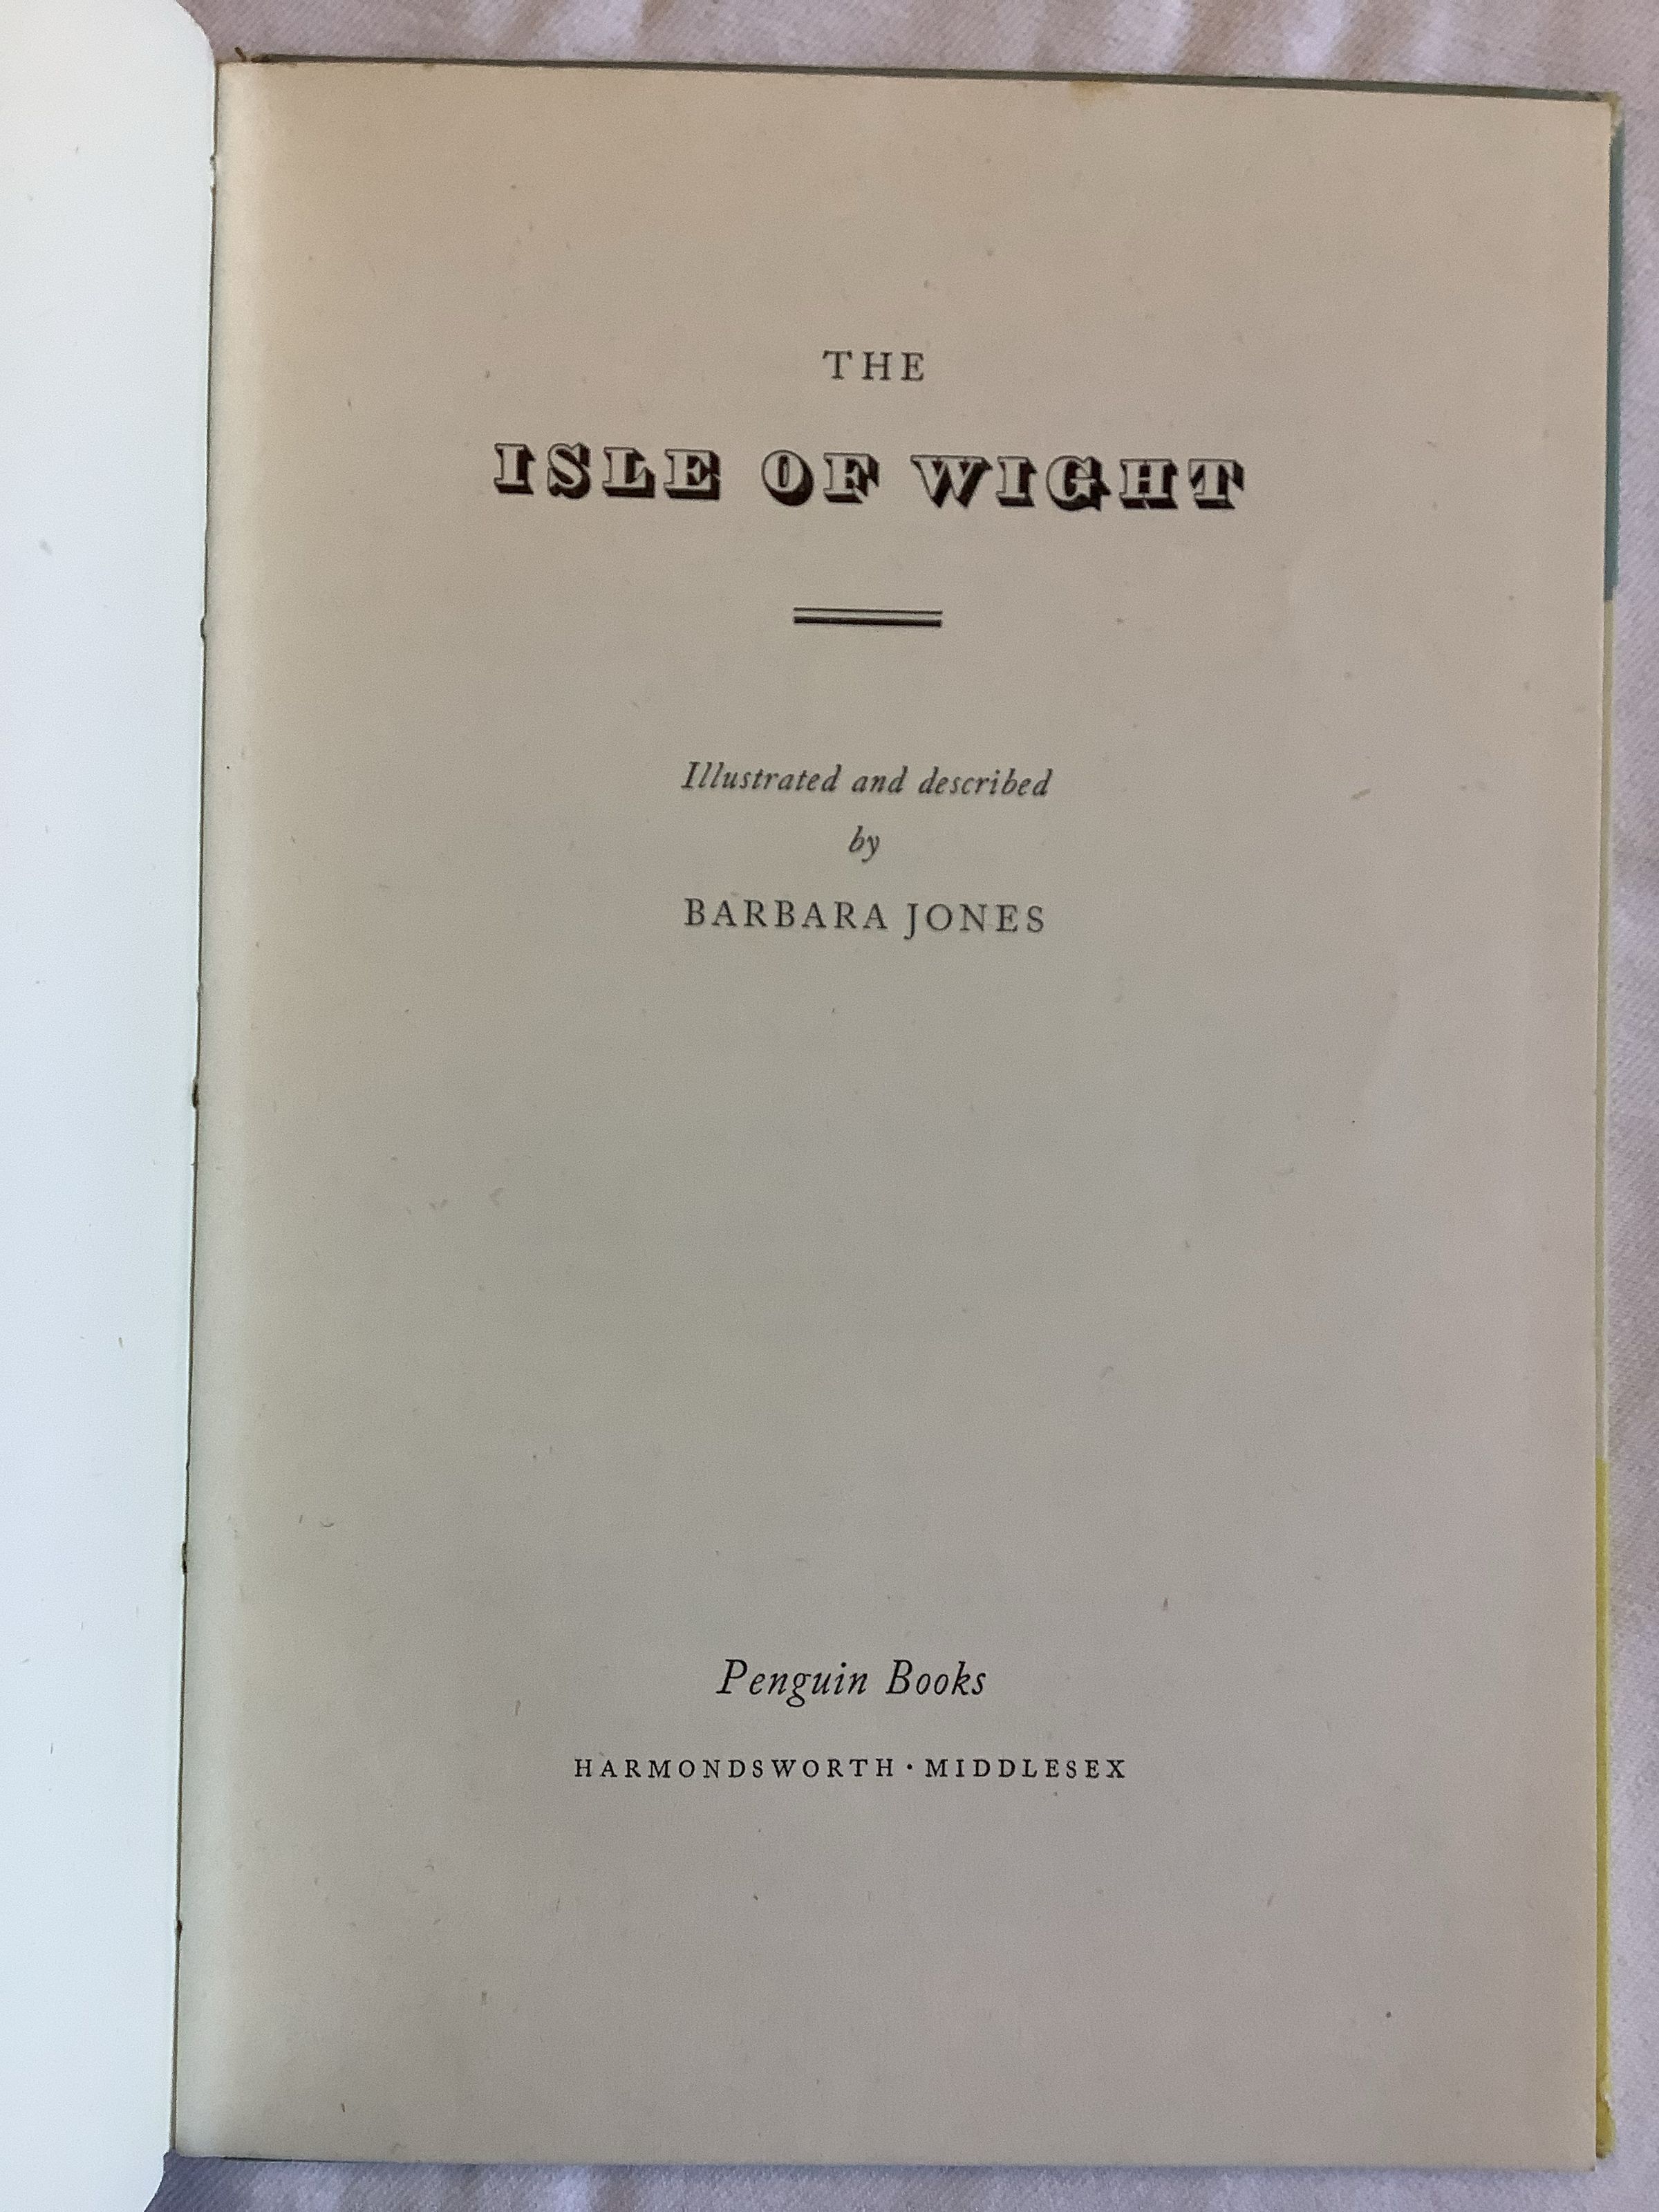 THE
ISLE OF WIGHT
Illustrated and described
by
BARBARA JONES
Penguin Books
HARMONDSWORTH · MIDDLESEX